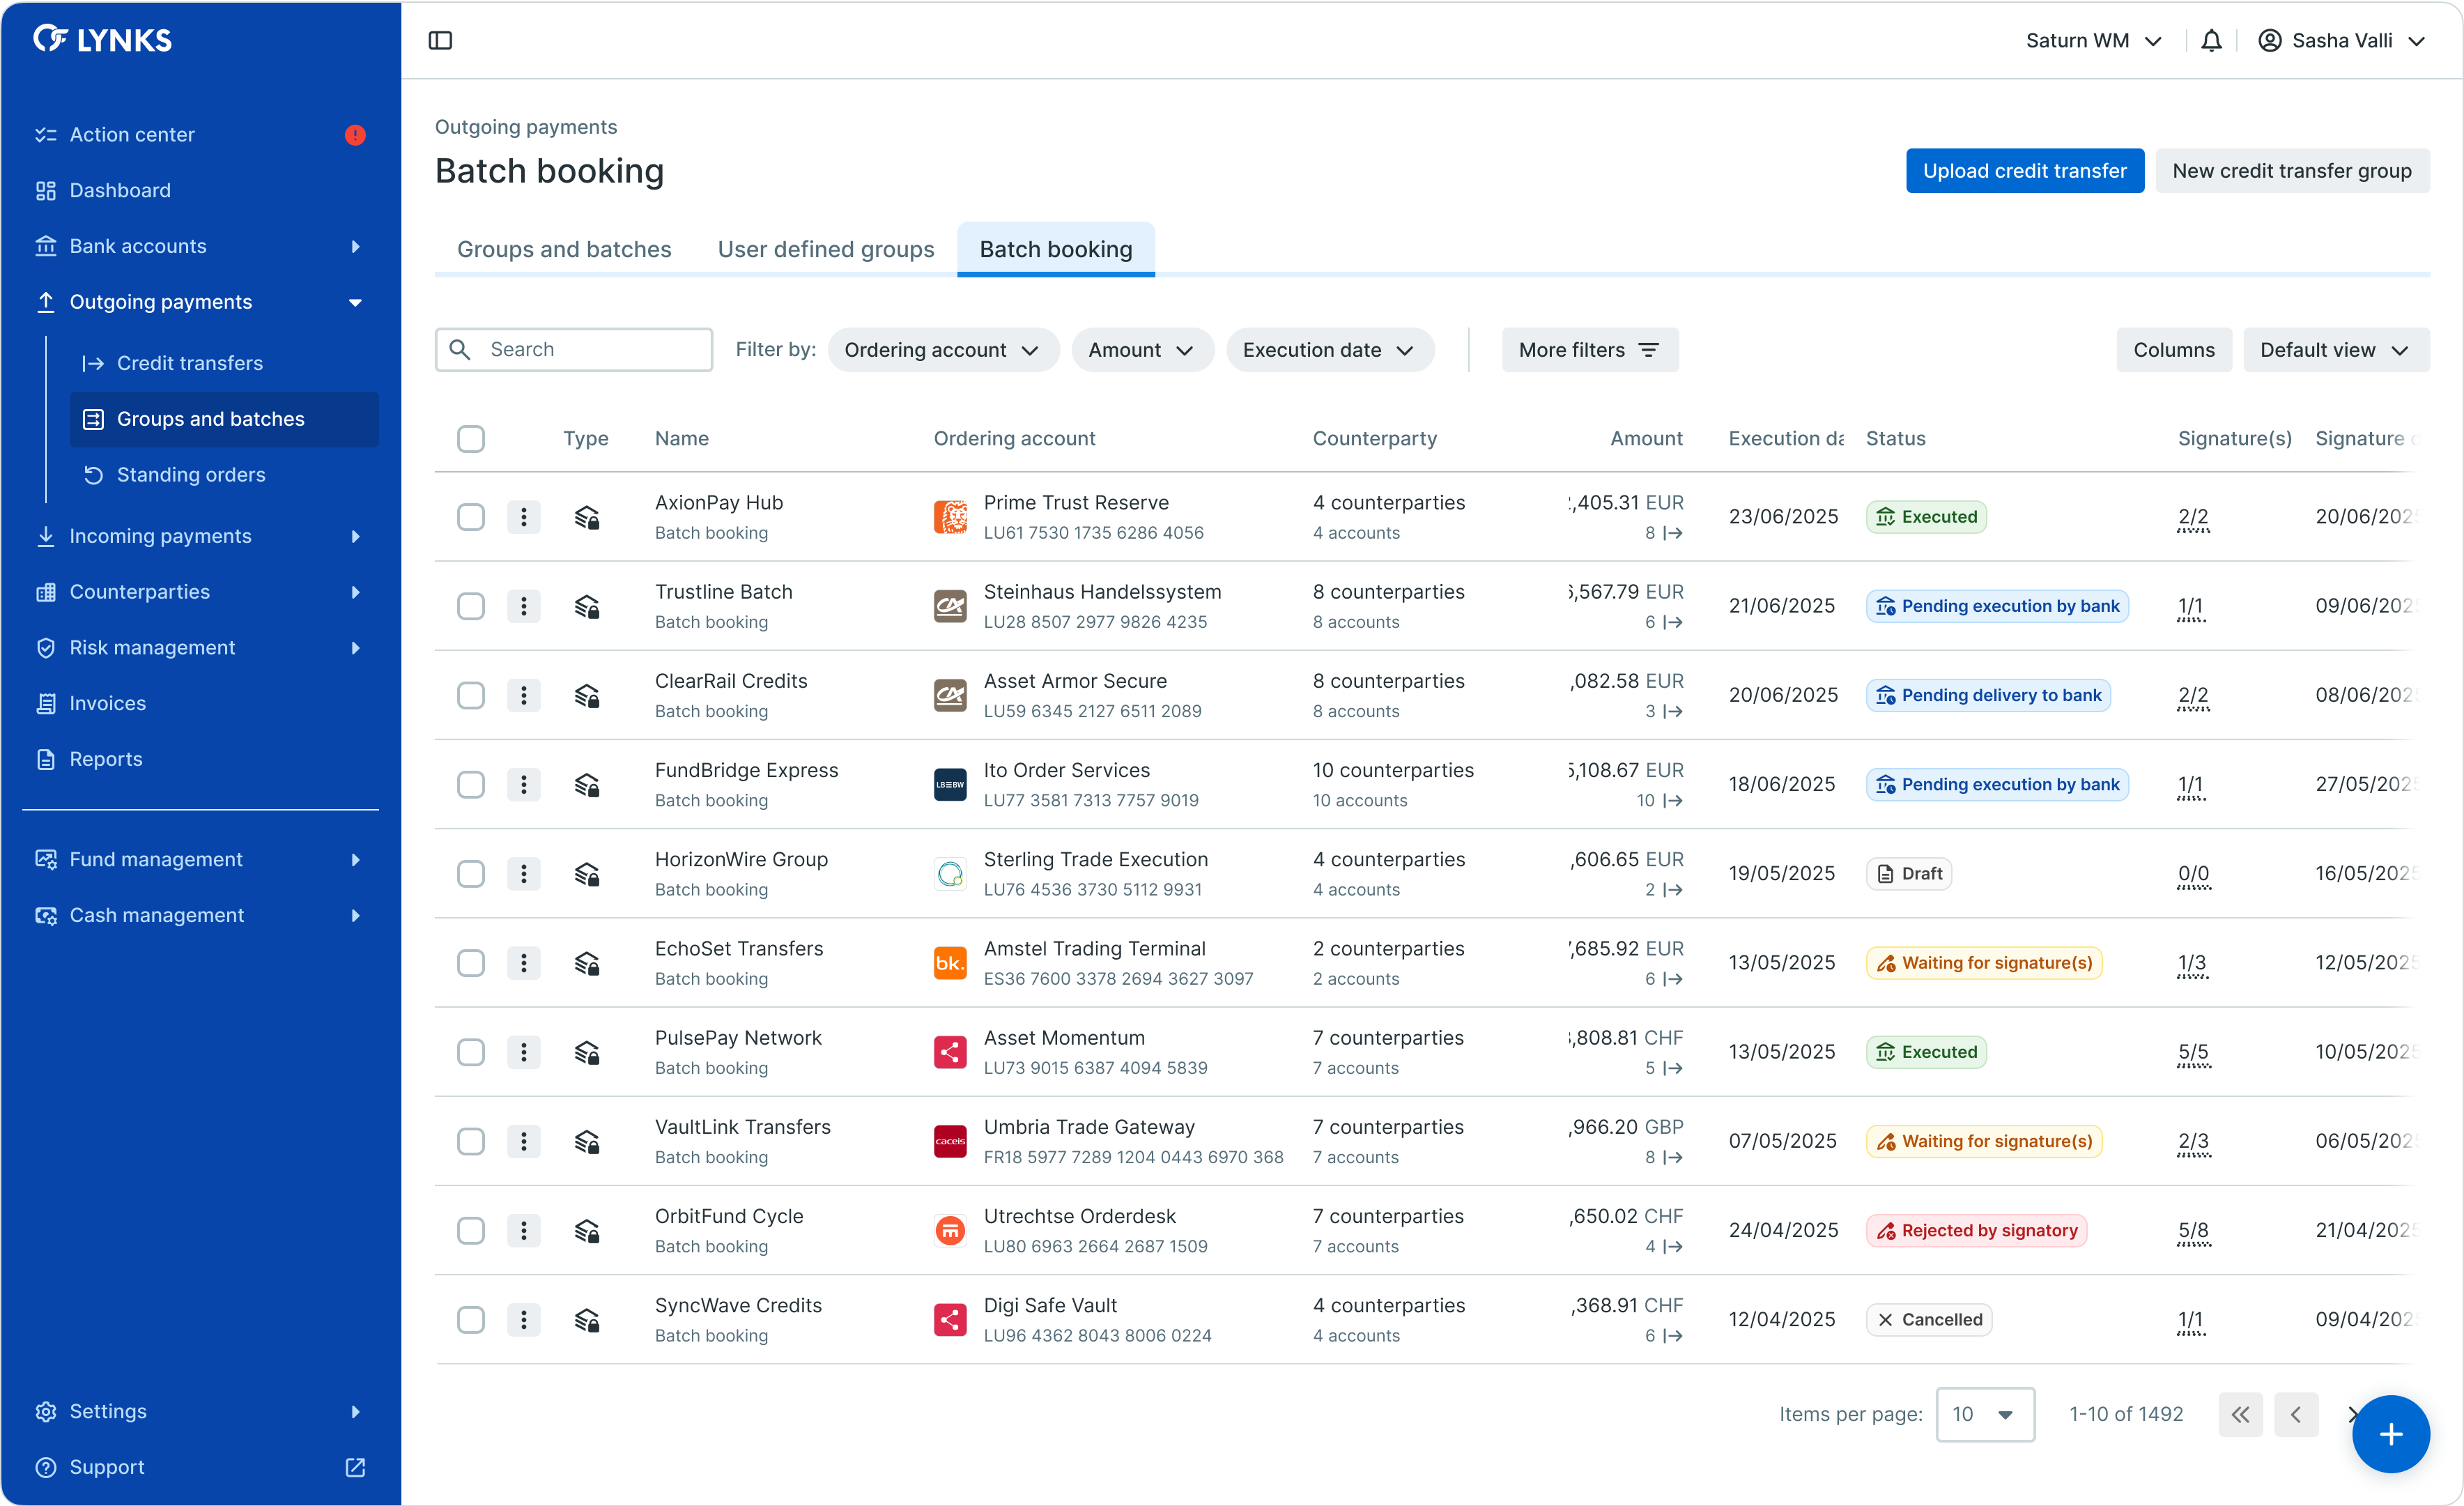 LYNKS
Saturn WM
Sasha Valli
Action center
Dashboard
Bank accounts
Outgoing payments
Credit transfers
Groups and batches
Standing orders
Incoming payments
Counterparties
Risk management
Invoices
Reports
Fund management
Cash management
Settings
Support
Outgoing payments
Batch booking
Upload credit transfer
New credit transfer group
Groups and batches
User defined groups
Batch booking
Search
Filter by:
Ordering account
Amount
Execution date
More filters
Columns
Default view
Type Name Ordering account Counterparty Amount Execution Status Signature(s) Signature
AxionPay Hub Prime Trust Reserve 4 counterparties ,405.31 EUR
Batch booking LU61 7530 1735 6286 4056 4 accounts 8
23/06/2025 Executed 2/2 20/06/202
Trustline Batch Steinhaus Handelssystem 8 counterparties ,567.79 EUR
Batch booking LU28 8507 2977 9826 4235 8 accounts 6
21/06/2025 Pending execution by bank 1/1 09/06/202
ClearRail Credits Asset Armor Secure 8 counterparties ,082.58 EUR
Batch booking LU59 6345 2127 6511 2089 8 accounts 3
20/06/2025 Pending delivery to bank 2/2 08/06/202
FundBridge Express Ito Order Services 10 counterparties ,108.67 EUR
LB≡BW
Batch booking LU77 3581 7313 7757 9019 10 accounts 10
18/06/2025 Pending execution by bank 1/1 27/05/202
HorizonWire Group Sterling Trade Execution 4 counterparties ,606.65 EUR
Batch booking LU76 4536 3730 5112 9931 4 accounts 2
19/05/2025 Draft 0/0 16/05/202
EchoSet Transfers Amstel Trading Terminal 2 counterparties ,685.92 EUR
bk.
Batch booking ES36 7600 3378 2694 3627 3097 2 accounts 6
13/05/2025 Waiting for signature(s) 1/3 12/05/202
PulsePay Network Asset Momentum 7 counterparties ,808.81 CHF
Batch booking LU73 9015 6387 4094 5839 7 accounts 5
13/05/2025 Executed 5/5 10/05/202
VaultLink Transfers Umbria Trade Gateway 7 counterparties ,966.20 GBP
caceis
Batch booking FR18 5977 7289 1204 0443 6970 368 7 accounts 8
07/05/2025 Waiting for signature(s) 2/3 06/05/202
OrbitFund Cycle Utrechtse Orderdesk 7 counterparties ,650.02 CHF
Batch booking LU80 6963 2664 2687 1509 7 accounts 4
24/04/2025 Rejected by signatory 5/8 21/04/202
SyncWave Credits Digi Safe Vault 4 counterparties ,368.91 CHF
Batch booking LU96 4362 8043 8006 0224 4 accounts 6
12/04/2025 Cancelled 1/1 09/04/202
Items per page: 10 1-10 of 1492